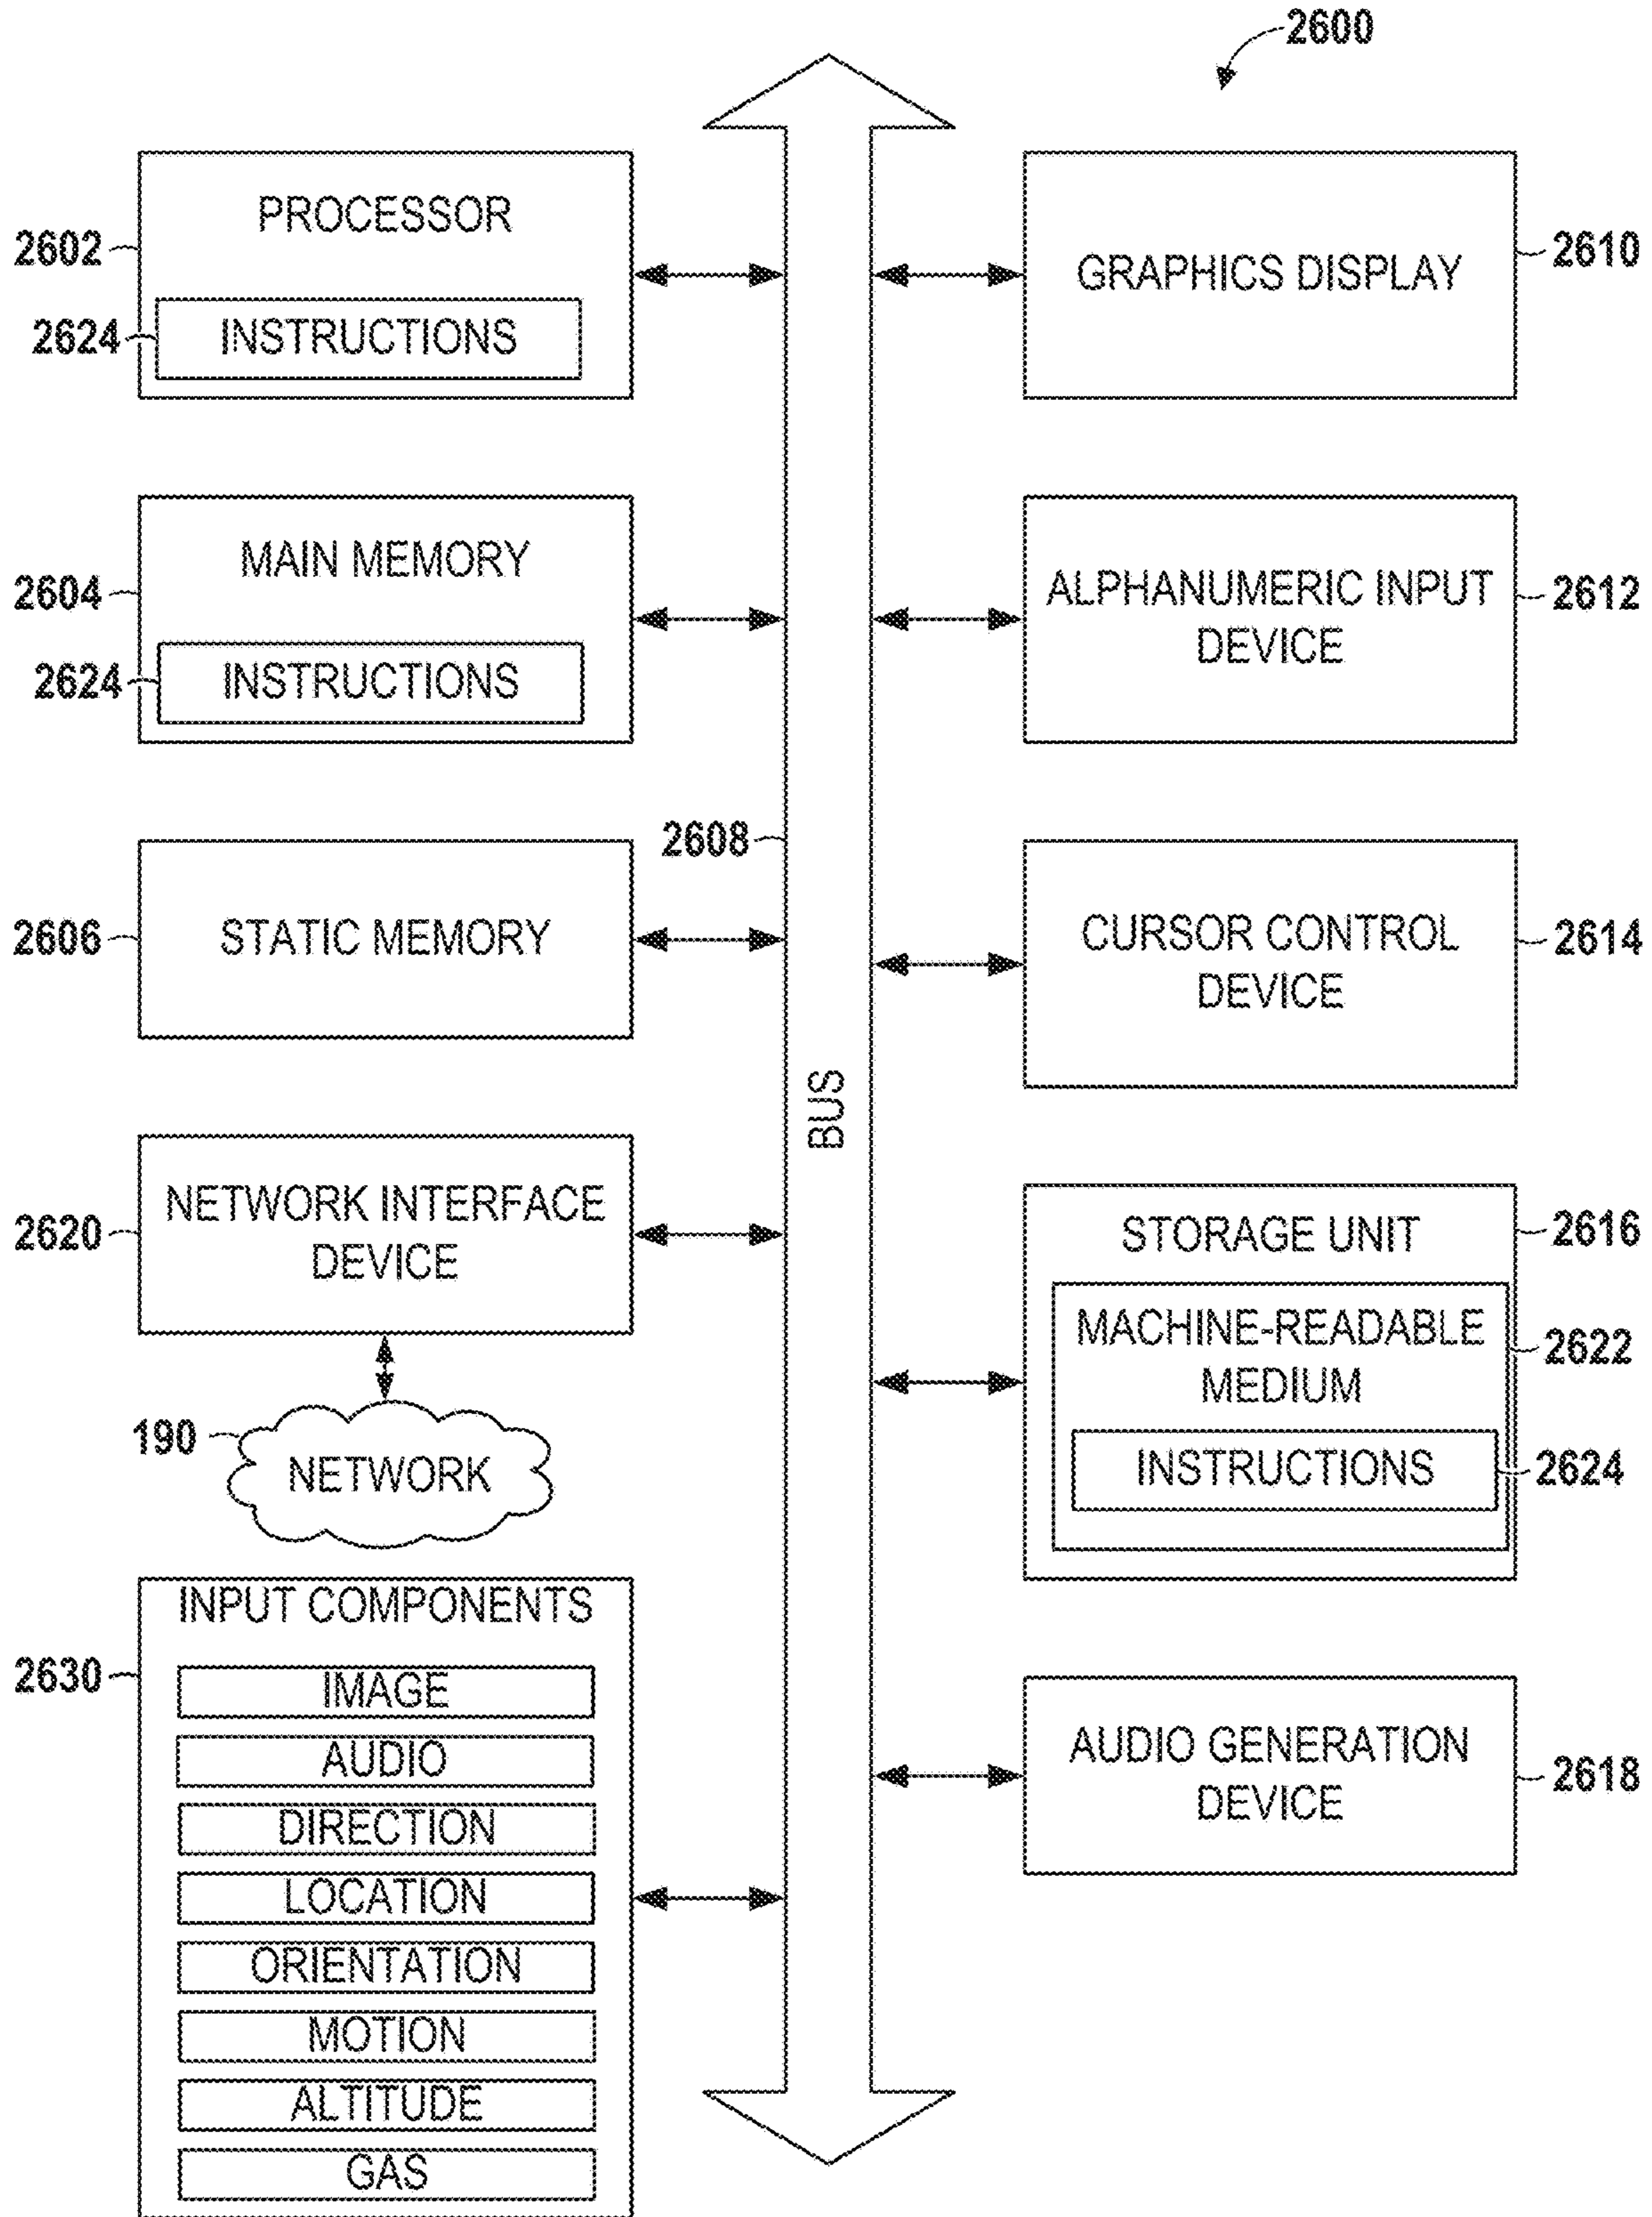 2600
PROCESSOR
2602
2624
INSTRUCTIONS
MAIN MEMORY
2604
2624
INSTRUCTIONS
2608
STATIC MEMORY
2606
NETWORK INTERFACE
DEVICE
2620
190
NETWORK
INPUT COMPONENTS
2630
IMAGE
AUDIO
DIRECTION
LOCATION
ORIENTATION
MOTION
ALTITUDE
GAS
BUS
GRAPHICS DISPLAY
2610
ALPHANUMERIC INPUT
DEVICE
2612
CURSOR CONTROL
DEVICE
2614
STORAGE UNIT
2616
MACHINE-READABLE
MEDIUM
2622
INSTRUCTIONS
2624
AUDIO GENERATION
DEVICE
2618